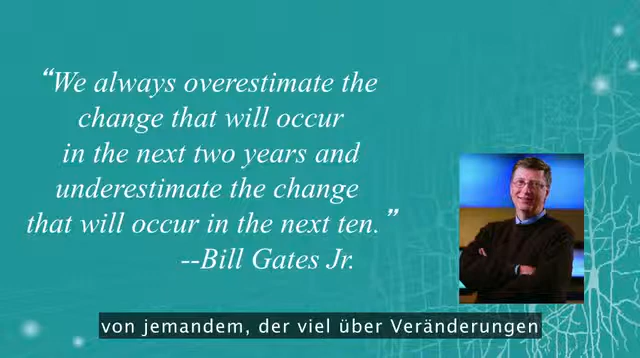 “We always overestimate the
change that will occur
in the next two years and
underestimate the change
that will occur in the next ten.”
--Bill Gates Jr.
von jemandem, der viel über Veränderungen